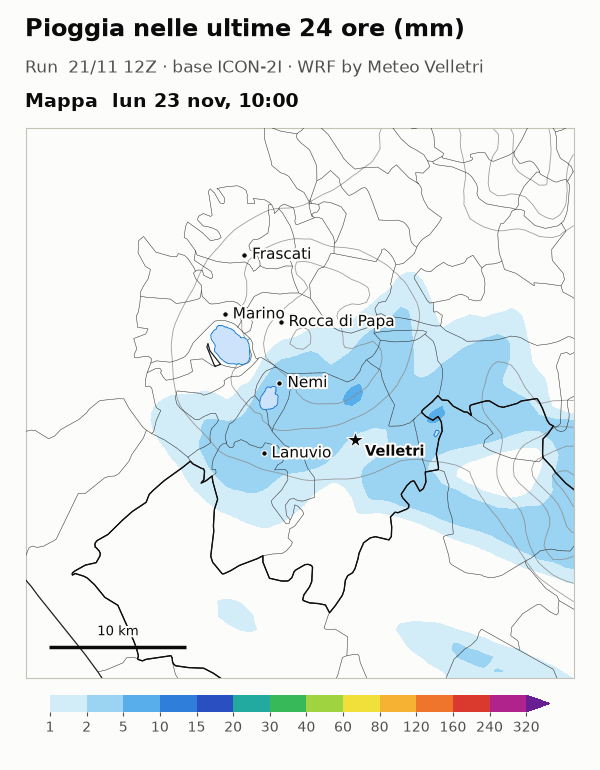 Pioggia nelle ultime 24 ore (mm)
Run  21/11 12Z · base ICON-2I · WRF by Meteo Velletri
Mappa  lun 23 nov, 10:00
Frascati
Marino
Rocca di Papa
Nemi
Velletri
Lanuvio
10 km
1 2 5 10 15 20 30 40 60 80 120 160 240 320